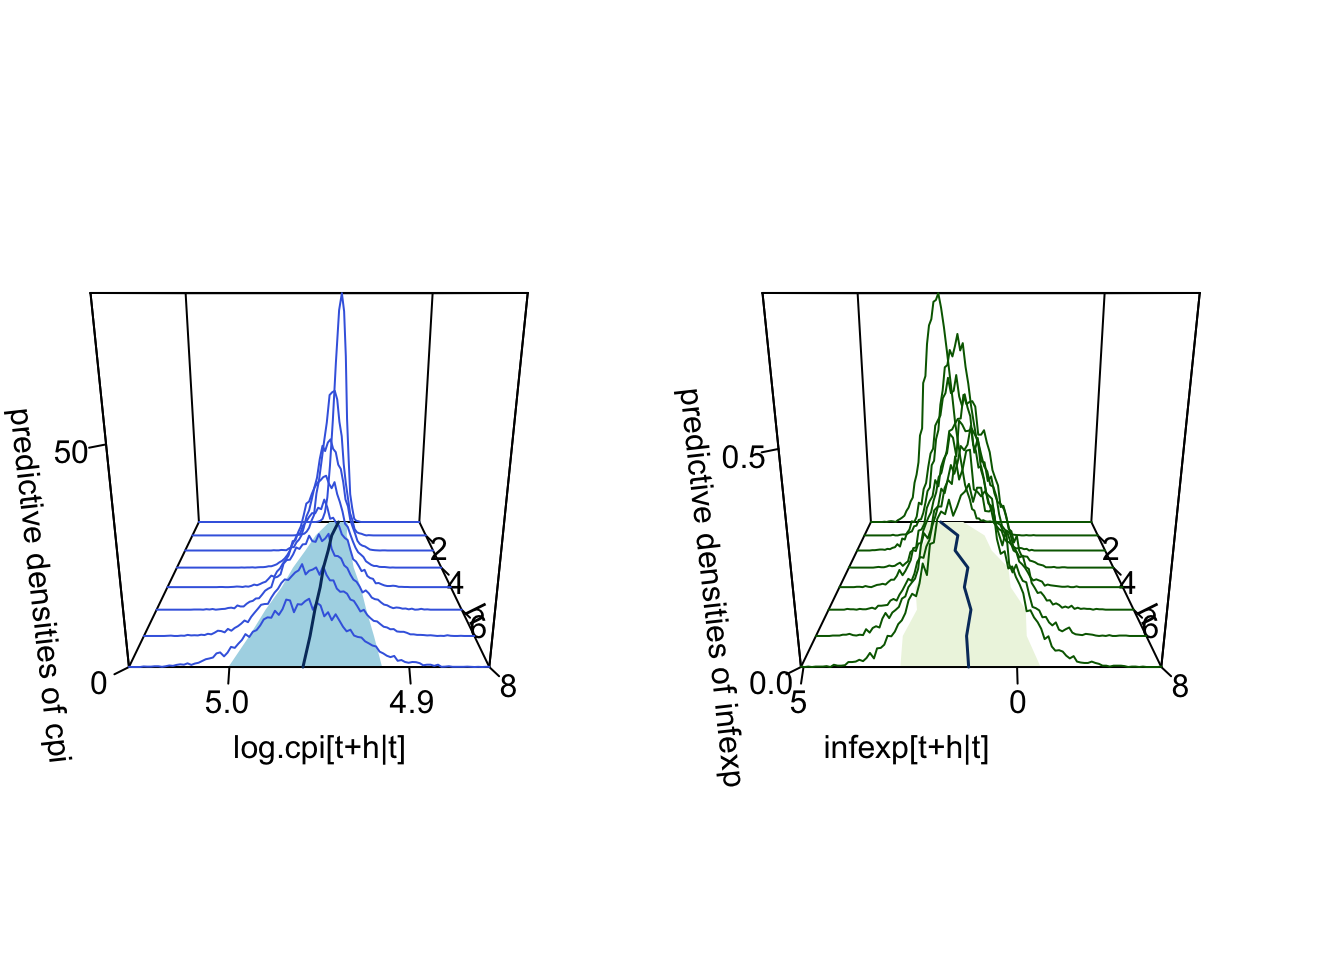 predictive densities of cpi
50
0
5.0
4.9
2
4
6
8
h
log.cpi[t+h|t]
predictive densities of infexp
0.5
0.0
5
0
2
4
6
8
h
infexp[t+h|t]